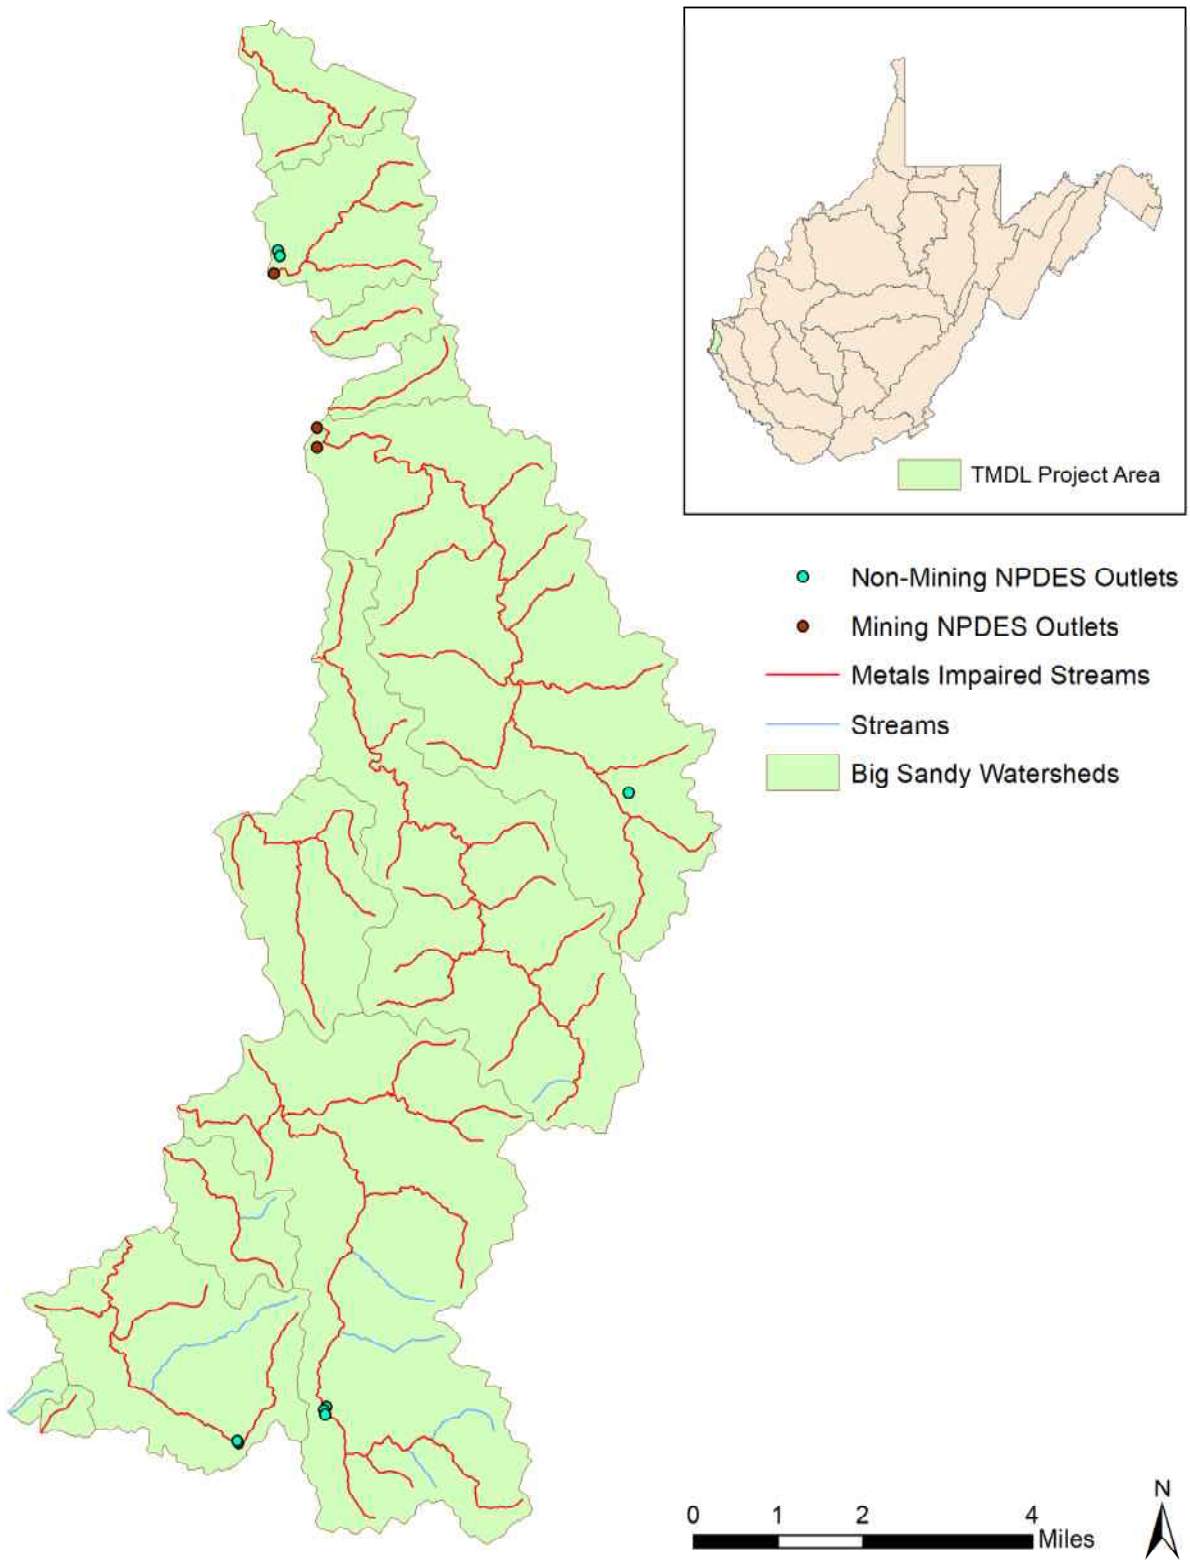 TMDL Project Area
Non-Mining NPDES Outlets
Mining NPDES Outlets
Metals Impaired Streams
Streams
Big Sandy Watersheds
N
0 1 2 4
Miles